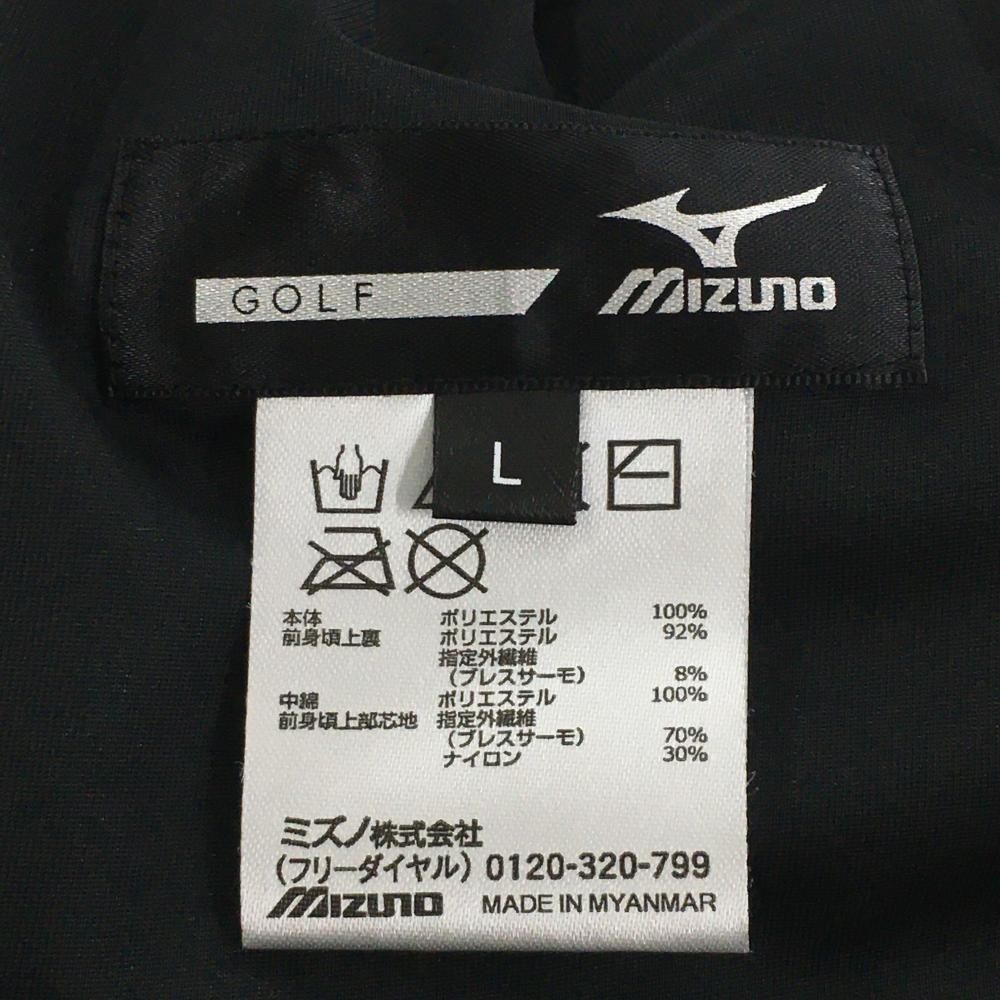 GOLF
MIZUNO
L
本体 ポリエステル 100%
前身頃上裏 ポリエステル 92%
指定外繊維
(ブレスサーモ) 8%
中綿 ポリエステル 100%
前身頃上部芯地 指定外繊維
(ブレスサーモ) 70%
ナイロン 30%
ミズノ株式会社
(フリーダイヤル) 0120-320-799
MIZUNO MADE IN MYANMAR